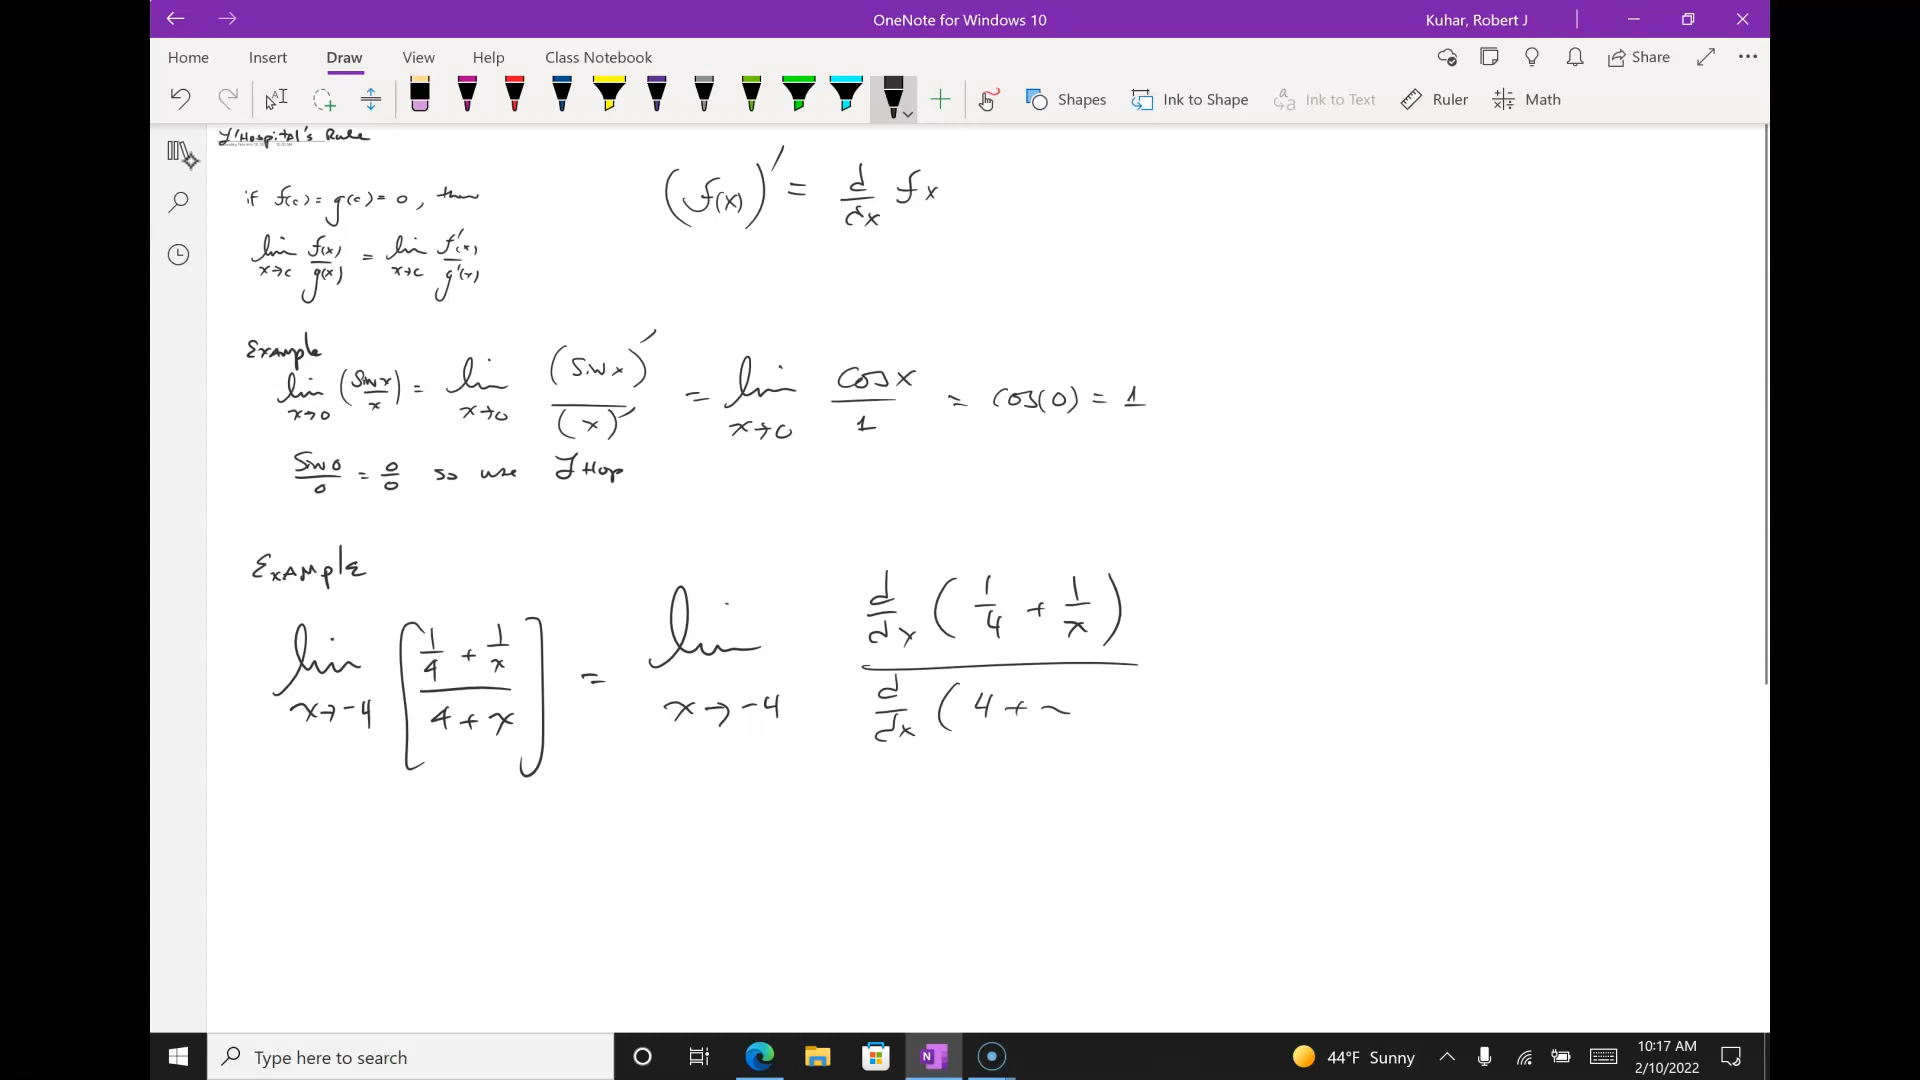 OneNote for Windows 10
Kuhar, Robert J
Home Insert Draw View Help Class Notebook Share
Shapes Ink to Shape Ink to Text Ruler Math
L'Hospital's Rule
(f(x))' = d/dx fx
if f(c) = g(c) = 0, then
lim x→c f(x)/g(x) = lim x→c f'(x)/g'(x)
Example
lim x→0 (sin x/x) = lim x→0 (sin x)'/(x)' = lim x→0 cos x/1 = cos(0) = 1
sin 0/0 = 0/0 so use L'Hop
Example
lim x→-4 [(1/4 + 1/x)/(4 + x)] = lim x→-4 d/dx (1/4 + 1/x) / d/dx (4 + 
Type here to search
44°F Sunny
10:17 AM
2/10/2022